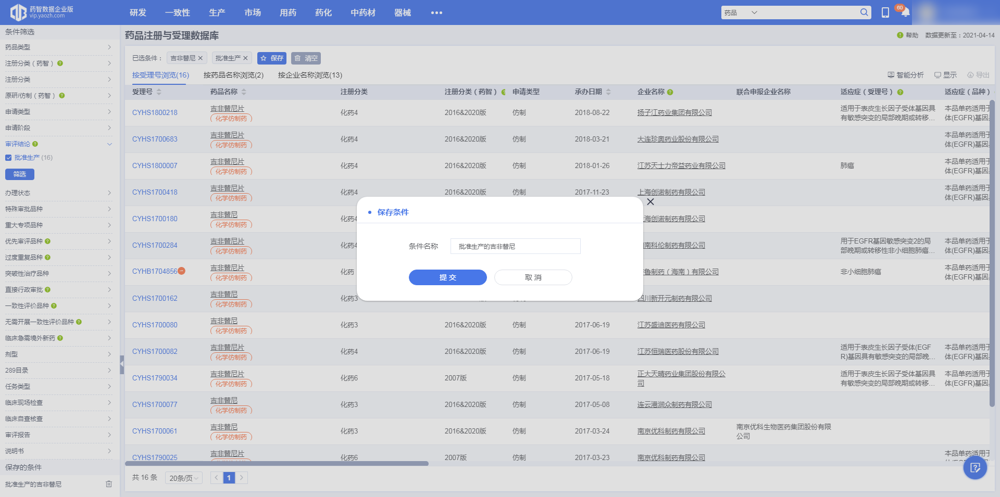 药智数据企业版
vip.yaozh.com
研发 一致性 生产 市场 用药 药化 中药材 器械 •••
药品
60
条件筛选
药品类型
注册分类（药智）
注册分类
原研/仿制（药智）
申请类型
申请阶段
审评结论
批准生产 (16)
筛选
办理状态
特殊审批品种
重大专项品种
优先审评品种
过度重复品种
突破性治疗品种
直接行政审批
一致性评价品种
无需开展一致性评价品种
临床急需境外新药
剂型
289目录
任务类型
临床现场检查
临床自查核查
审评报告
说明书
保存的条件
批准生产的吉非替尼
药品注册与受理数据库
帮助 数据更新至：2021-04-14
已选条件： 吉非替尼 × 批准生产 × 保存 清空
按受理号浏览(16) 按药品名称浏览(2) 按企业名称浏览(13)
智能分析 显示 导出
受理号 药品名称 注册分类 注册分类（药智） 申请类型 承办日期 企业名称 联合申报企业名称 适应症（受理号） 适应症（品种）
CYHS1800218 吉非替尼片 化学仿制药 化药4 2016&2020版 仿制 2018-08-22 扬子江药业集团有限公司 适用于表皮生长因子受体基因具有敏感突变的局部晚期或转移... 本品单药适用于 体(EGFR)基因
CYHS1700683 吉非替尼片 化学仿制药 化药4 2016&2020版 仿制 2018-03-21 大连珍奥药业股份有限公司 本品单药适用于 体(EGFR)基因
CYHS1800007 吉非替尼片 化学仿制药 化药4 2016&2020版 仿制 2018-01-26 江苏天士力帝益药业有限公司 肺癌 本品单药适用于 体(EGFR)基因
CYHS1700418 吉非替尼片 化学仿制药 化药4 2016&2020版 仿制 2017-11-23 上海创诺制药有限公司 本品单药适用于 体(EGFR)基因
CYHS1700180 吉非替尼 化学仿制药 化药4 海创诺制药有限公司
CYHS1700284 吉非替尼片 化学仿制药 化药4 南科伦制药有限公司 用于EGFR基因敏感突变2的局部晚期或转移性非小细胞肺癌... 本品单药适用于 体(EGFR)基因
CYHB1704856 吉非替尼片 化学仿制药 化药 鲁制药（海南）有限公司 非小细胞肺癌 本品单药适用于 体(EGFR)基因
CYHS1700162 吉非替尼 化学仿制药 化药3 四川新开元制药有限公司
CYHS1700080 吉非替尼 化学仿制药 化药3 2016&2020版 仿制 2017-06-19 江苏盛迪医药有限公司
CYHS1700082 吉非替尼片 化学仿制药 化药4 2016&2020版 仿制 2017-06-19 江苏恒瑞医药股份有限公司 适用于表皮生长因子受体(EGFR)基因具有敏感突变的局部晚... 本品单药适用于 体(EGFR)基因
CYHS1790034 吉非替尼片 化学仿制药 化药6 2007版 仿制 2017-05-18 正大天晴药业集团股份有限公司 适用于表皮生长因子受体基因具有敏感突变的局部晚期或转移... 本品单药适用于 体(EGFR)基因
CYHS1700077 吉非替尼 化学仿制药 化药3 2016&2020版 仿制 2017-05-08 连云港润众制药有限公司
CYHS1700061 吉非替尼 化学仿制药 化药3 2016&2020版 仿制 2017-03-24 南京优科制药有限公司 南京优科生物医药集团股份有限公司
CYHS1790025 吉非替尼片 化药6 2007版 仿制 2017-03-23 南京优科制药有限公司 本品单药适用于
共 16 条 20条/页 < 1 >
保存条件
条件名称 批准生产的吉非替尼
提 交 取 消